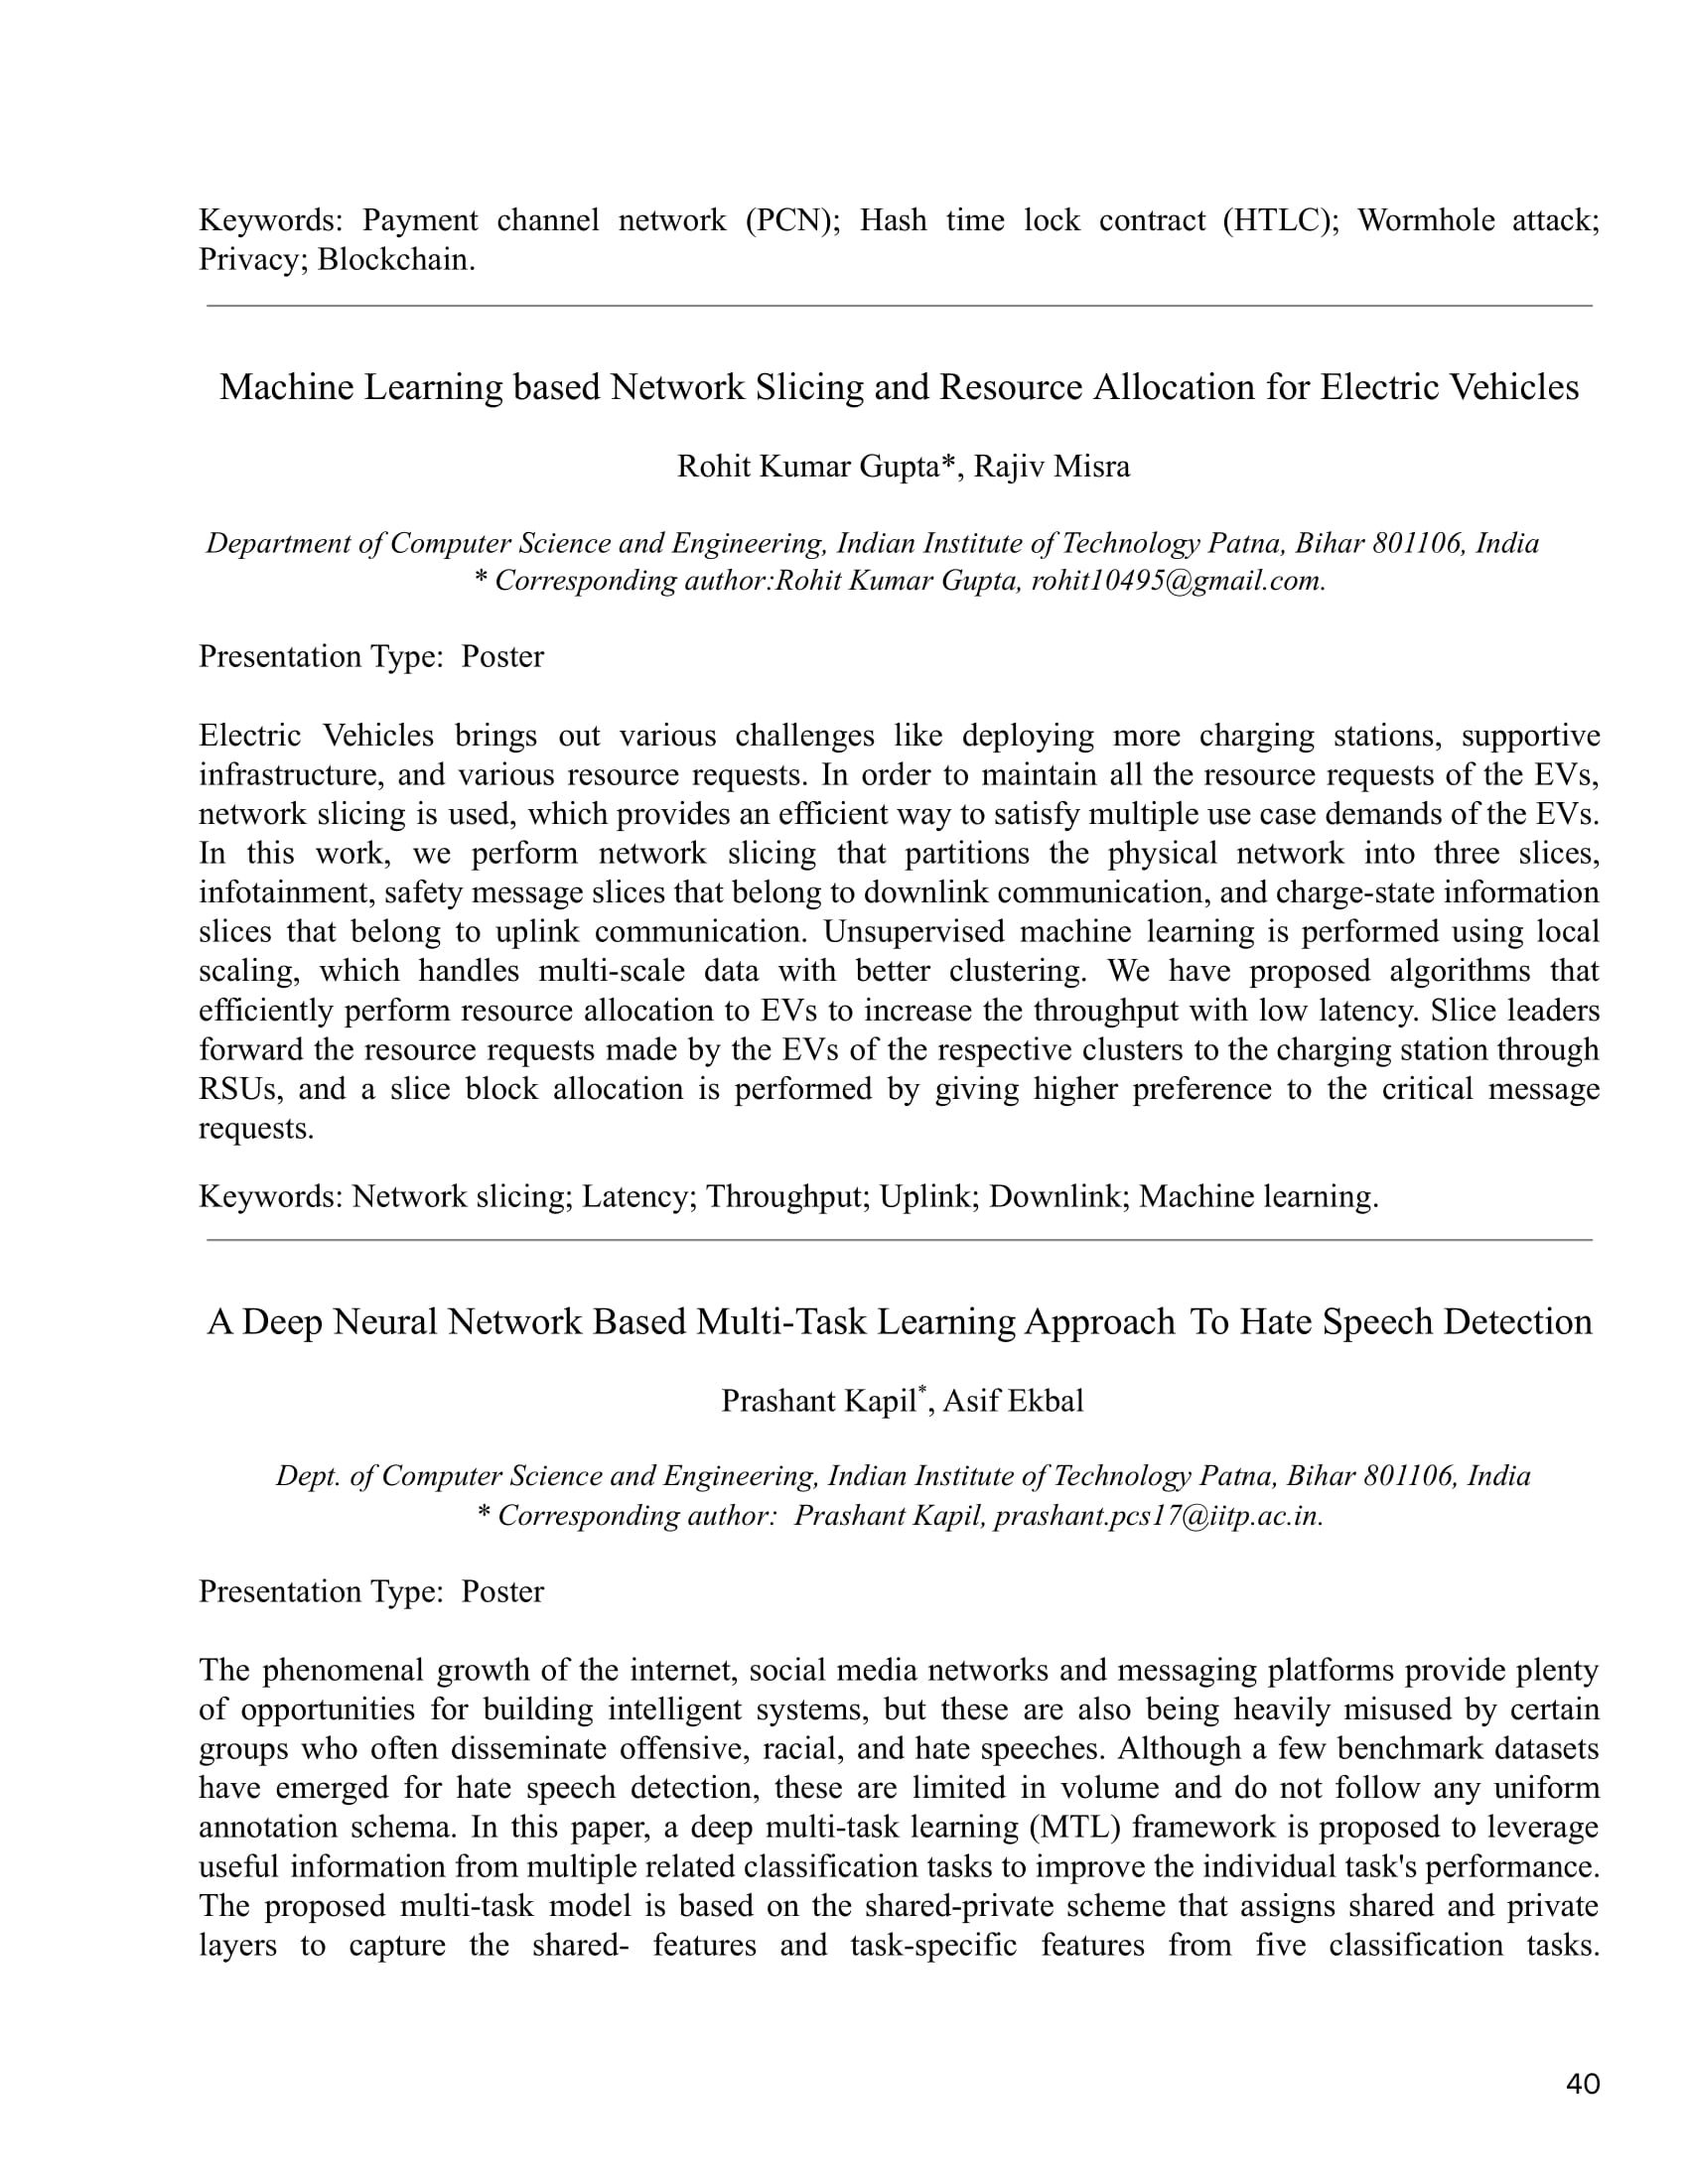 Keywords: Payment channel network (PCN); Hash time lock contract (HTLC); Wormhole attack;
Privacy; Blockchain.
Machine Learning based Network Slicing and Resource Allocation for Electric Vehicles
Rohit Kumar Gupta*, Rajiv Misra
Department of Computer Science and Engineering, Indian Institute of Technology Patna, Bihar 801106, India
* Corresponding author:Rohit Kumar Gupta, rohit10495@gmail.com.
Presentation Type: Poster
Electric Vehicles brings out various challenges like deploying more charging stations, supportive
infrastructure, and various resource requests. In order to maintain all the resource requests of the EVs,
network slicing is used, which provides an efficient way to satisfy multiple use case demands of the EVs.
In this work, we perform network slicing that partitions the physical network into three slices,
infotainment, safety message slices that belong to downlink communication, and charge-state information
slices that belong to uplink communication. Unsupervised machine learning is performed using local
scaling, which handles multi-scale data with better clustering. We have proposed algorithms that
efficiently perform resource allocation to EVs to increase the throughput with low latency. Slice leaders
forward the resource requests made by the EVs of the respective clusters to the charging station through
RSUs, and a slice block allocation is performed by giving higher preference to the critical message
requests.
Keywords: Network slicing; Latency; Throughput; Uplink; Downlink; Machine learning.
A Deep Neural Network Based Multi-Task Learning Approach To Hate Speech Detection
Prashant Kapil*, Asif Ekbal
Dept. of Computer Science and Engineering, Indian Institute of Technology Patna, Bihar 801106, India
* Corresponding author: Prashant Kapil, prashant.pcs17@iitp.ac.in.
Presentation Type: Poster
The phenomenal growth of the internet, social media networks and messaging platforms provide plenty
of opportunities for building intelligent systems, but these are also being heavily misused by certain
groups who often disseminate offensive, racial, and hate speeches. Although a few benchmark datasets
have emerged for hate speech detection, these are limited in volume and do not follow any uniform
annotation schema. In this paper, a deep multi-task learning (MTL) framework is proposed to leverage
useful information from multiple related classification tasks to improve the individual task's performance.
The proposed multi-task model is based on the shared-private scheme that assigns shared and private
layers to capture the shared- features and task-specific features from five classification tasks.
40